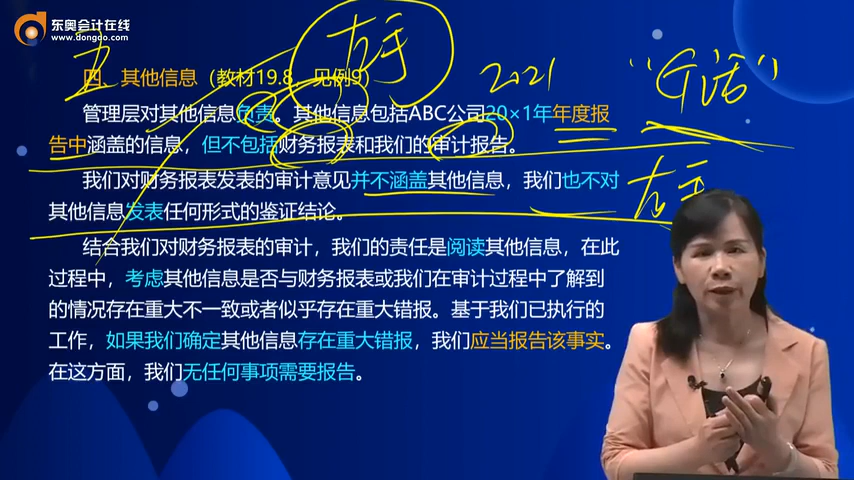 东奥会计在线
www.dongao.com
右手
2021
四、其他信息（教材19.8，见例9）
管理层对其他信息负责。其他信息包括ABC公司20×1年年度报
告中涵盖的信息，但不包括财务报表和我们的审计报告。
我们对财务报表发表的审计意见并不涵盖其他信息，我们也不对
其他信息发表任何形式的鉴证结论。
结合我们对财务报表的审计，我们的责任是阅读其他信息，在此
过程中，考虑其他信息是否与财务报表或我们在审计过程中了解到
的情况存在重大不一致或者似乎存在重大错报。基于我们已执行的
工作，如果我们确定其他信息存在重大错报，我们应当报告该事实。
在这方面，我们无任何事项需要报告。